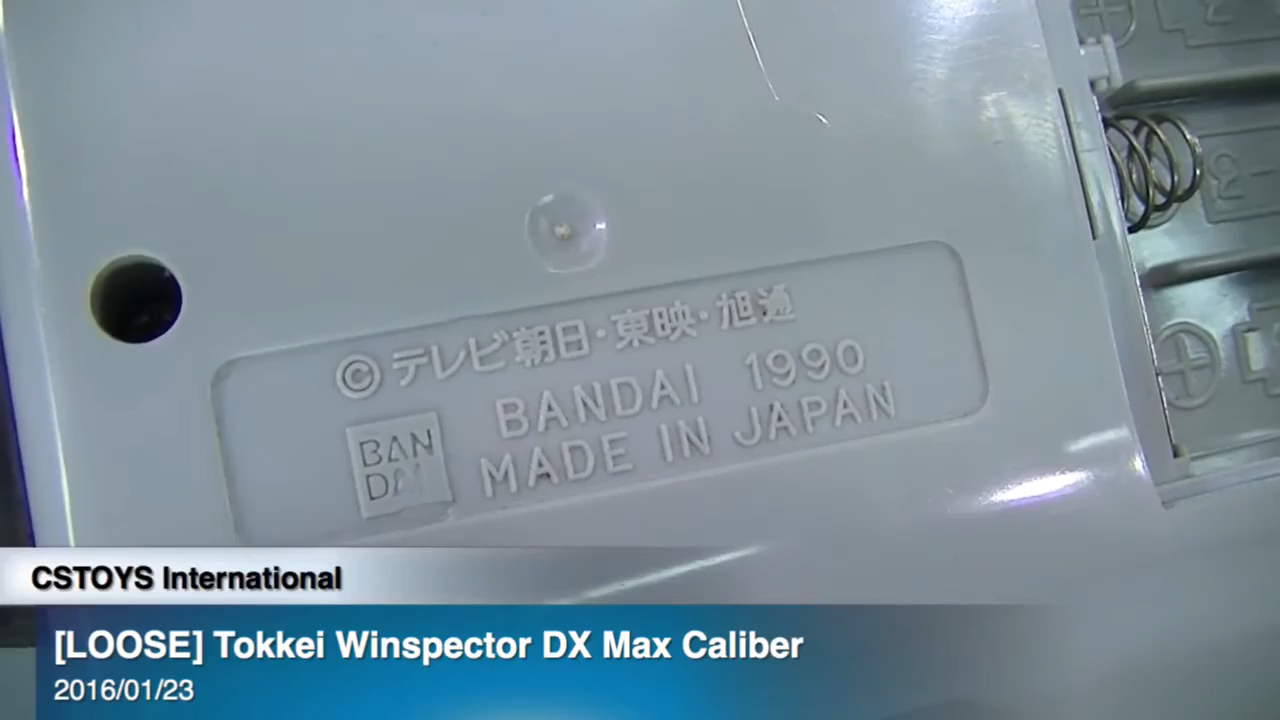 ©テレビ朝日・東映・旭通
BANDAI 1990
BAN
DAI
MADE IN JAPAN
CSTOYS International
[LOOSE] Tokkei Winspector DX Max Caliber
2016/01/23